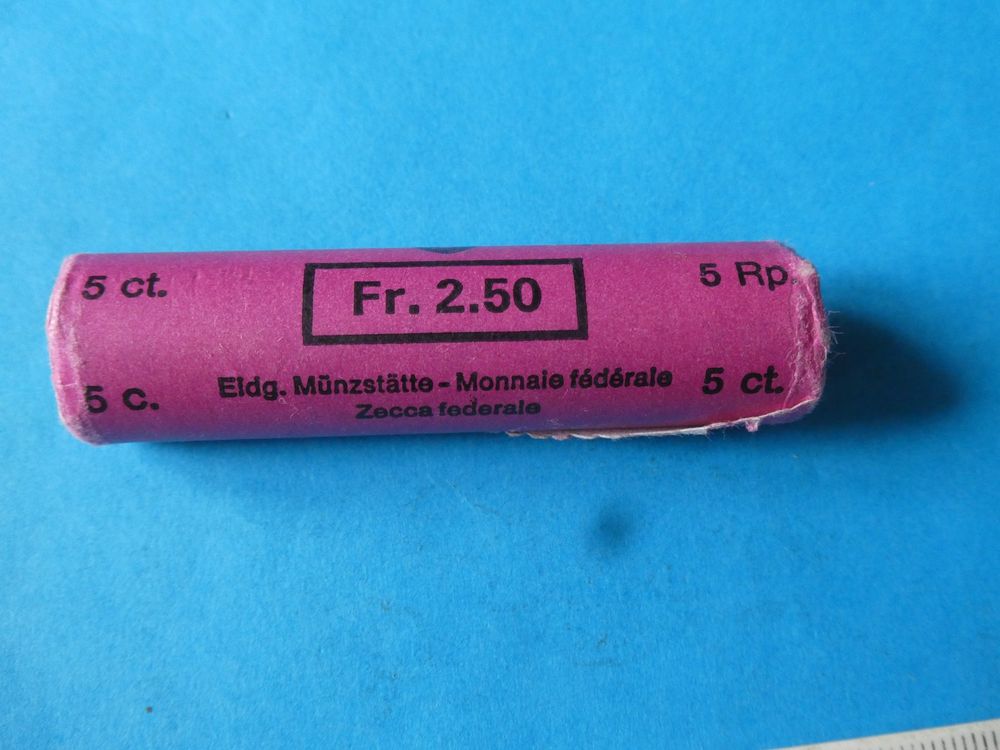 5 ct.
Fr. 2.50
5 Rp.
5 c.
Eidg. Münzstätte - Monnaie fédérale
Zecca federale
5 ct.